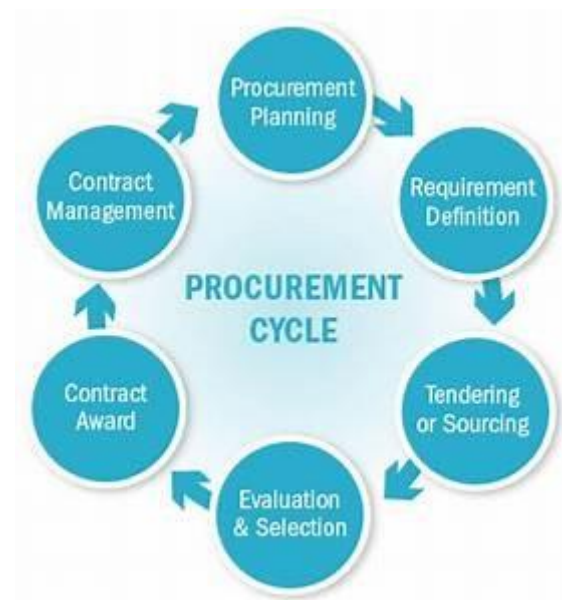 Procurement
Planning
Requirement
Definition
Tendering
or Sourcing
Evaluation
& Selection
Contract
Award
Contract
Management
PROCUREMENT
CYCLE